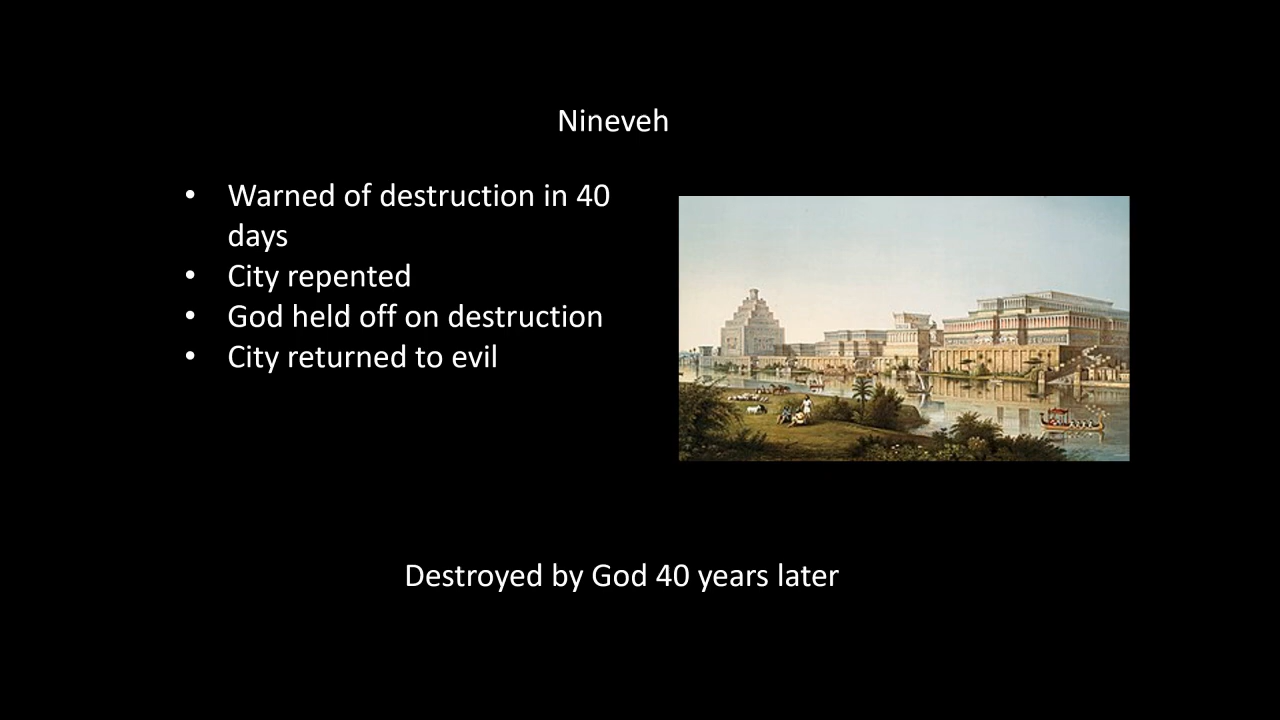 Nineveh
• Warned of destruction in 40
days
• City repented
• God held off on destruction
• City returned to evil
Destroyed by God 40 years later